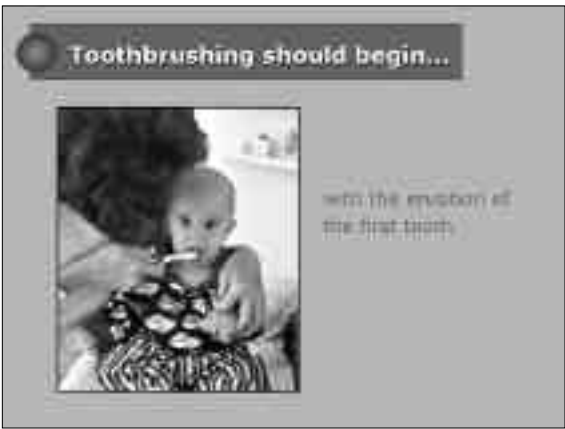 Toothbrushing should begin...
with the eruption of
the first tooth.